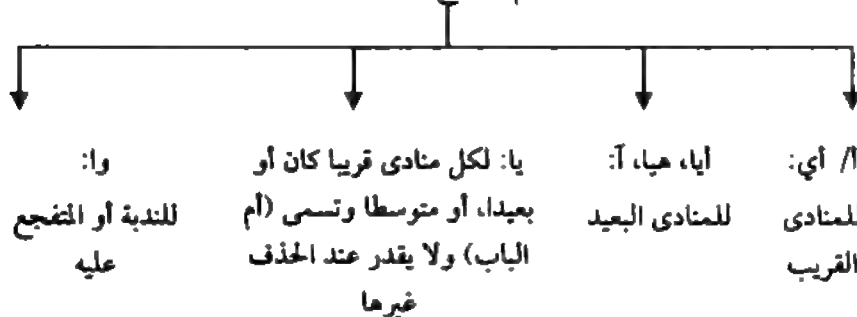 أ/ أي:
للمنادى
القريب
أيا، هيا، آ:
للمنادى البعيد
يا: لكل منادى قريبا كان أو
بعيدا، أو متوسطا وتسمى (أم
الباب) ولا يقدر عند الحذف
غيرها
وا:
للندبة أو المتفجع
عليه